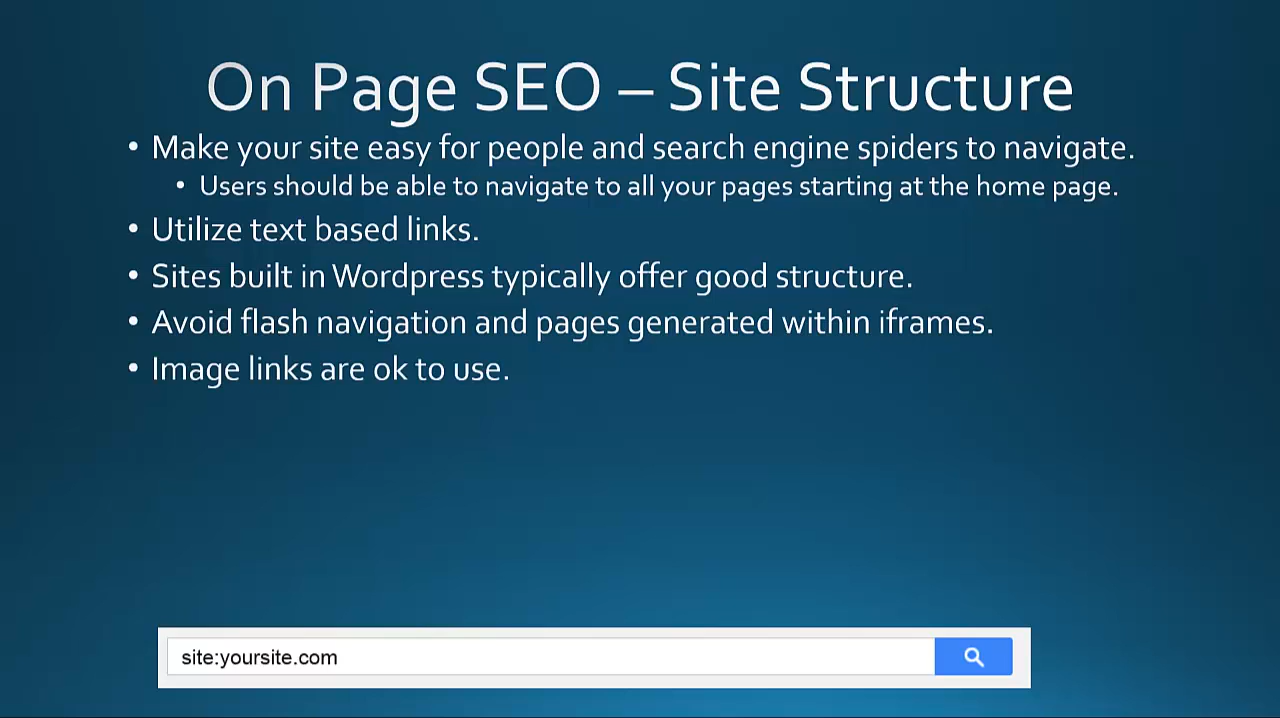 On Page SEO – Site Structure
• Make your site easy for people and search engine spiders to navigate.
• Users should be able to navigate to all your pages starting at the home page.
• Utilize text based links.
• Sites built in Wordpress typically offer good structure.
• Avoid flash navigation and pages generated within iframes.
• Image links are ok to use.
site:yoursite.com